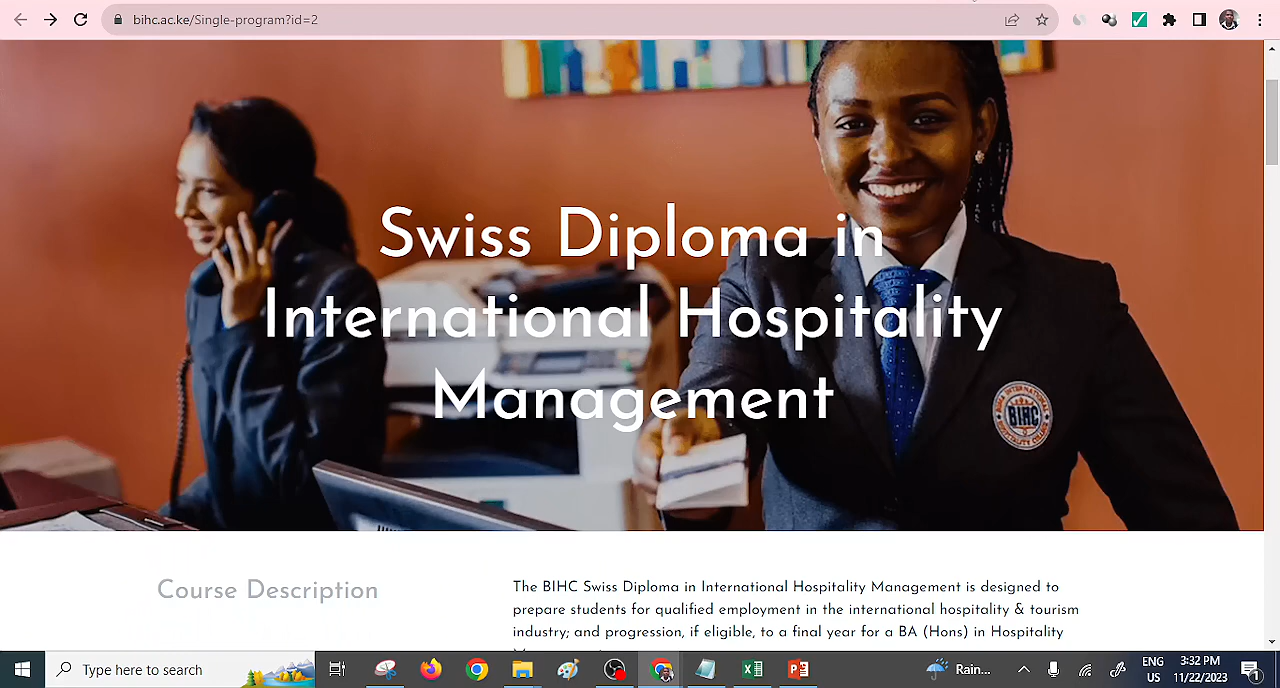 bihc.ac.ke/Single-program?id=2
Swiss Diploma in
International Hospitality
Management
BIHC
Course Description
The BIHC Swiss Diploma in International Hospitality Management is designed to
prepare students for qualified employment in the international hospitality & tourism
industry; and progression, if eligible, to a final year for a BA (Hons) in Hospitality
Type here to search
Rain...
ENG
US
3:32 PM
11/22/2023
1